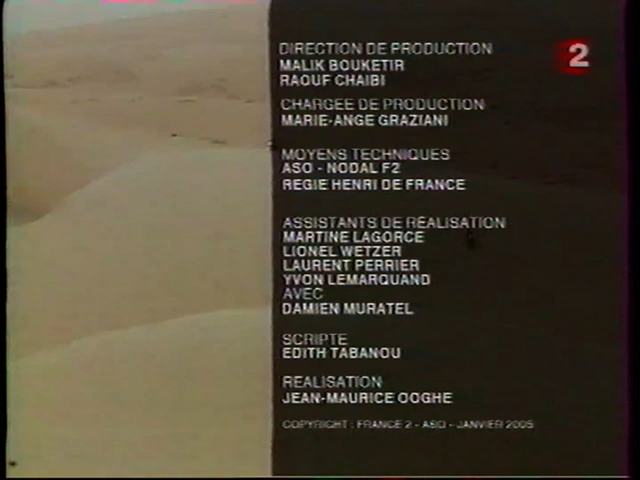 DIRECTION DE PRODUCTION
MALIK BOUKETIR
RAOUF CHAIBI
CHARGEE DE PRODUCTION
MARIE-ANGE GRAZIANI
MOYENS TECHNIQUES
ASO - NODAL F2
REGIE HENRI DE FRANCE
ASSISTANTS DE RÉALISATION
MARTINE LAGORCE
LIONEL WETZER
LAURENT PERRIER
YVON LEMARQUAND
AVEC
DAMIEN MURATEL
SCRIPTE
EDITH TABANOU
REALISATION
JEAN-MAURICE OOGHE
COPYRIGHT : FRANCE 2 - ASO - JANVIER 2005
2